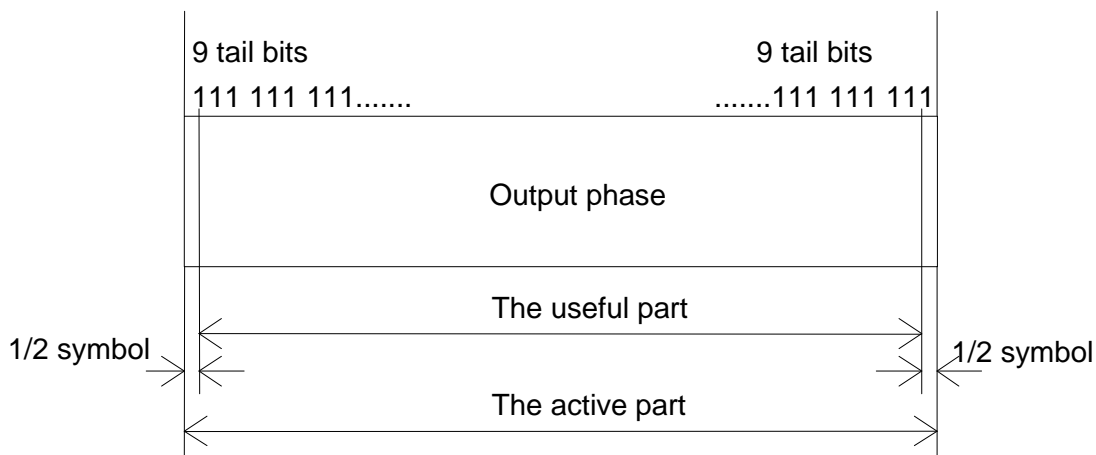 9 tail bits 9 tail bits
111 111 111....... .......111 111 111
Output phase
The useful part
1/2 symbol 1/2 symbol
The active part